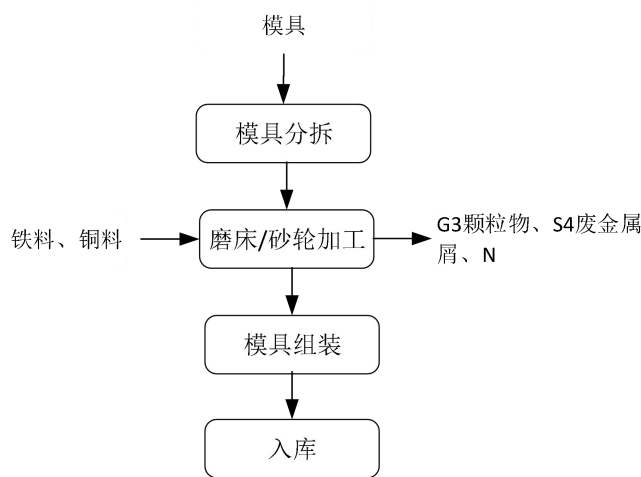 模具
模具分拆
铁料、铜料
磨床/砂轮加工
G3颗粒物、S4废金属
屑、N
模具组装
入库